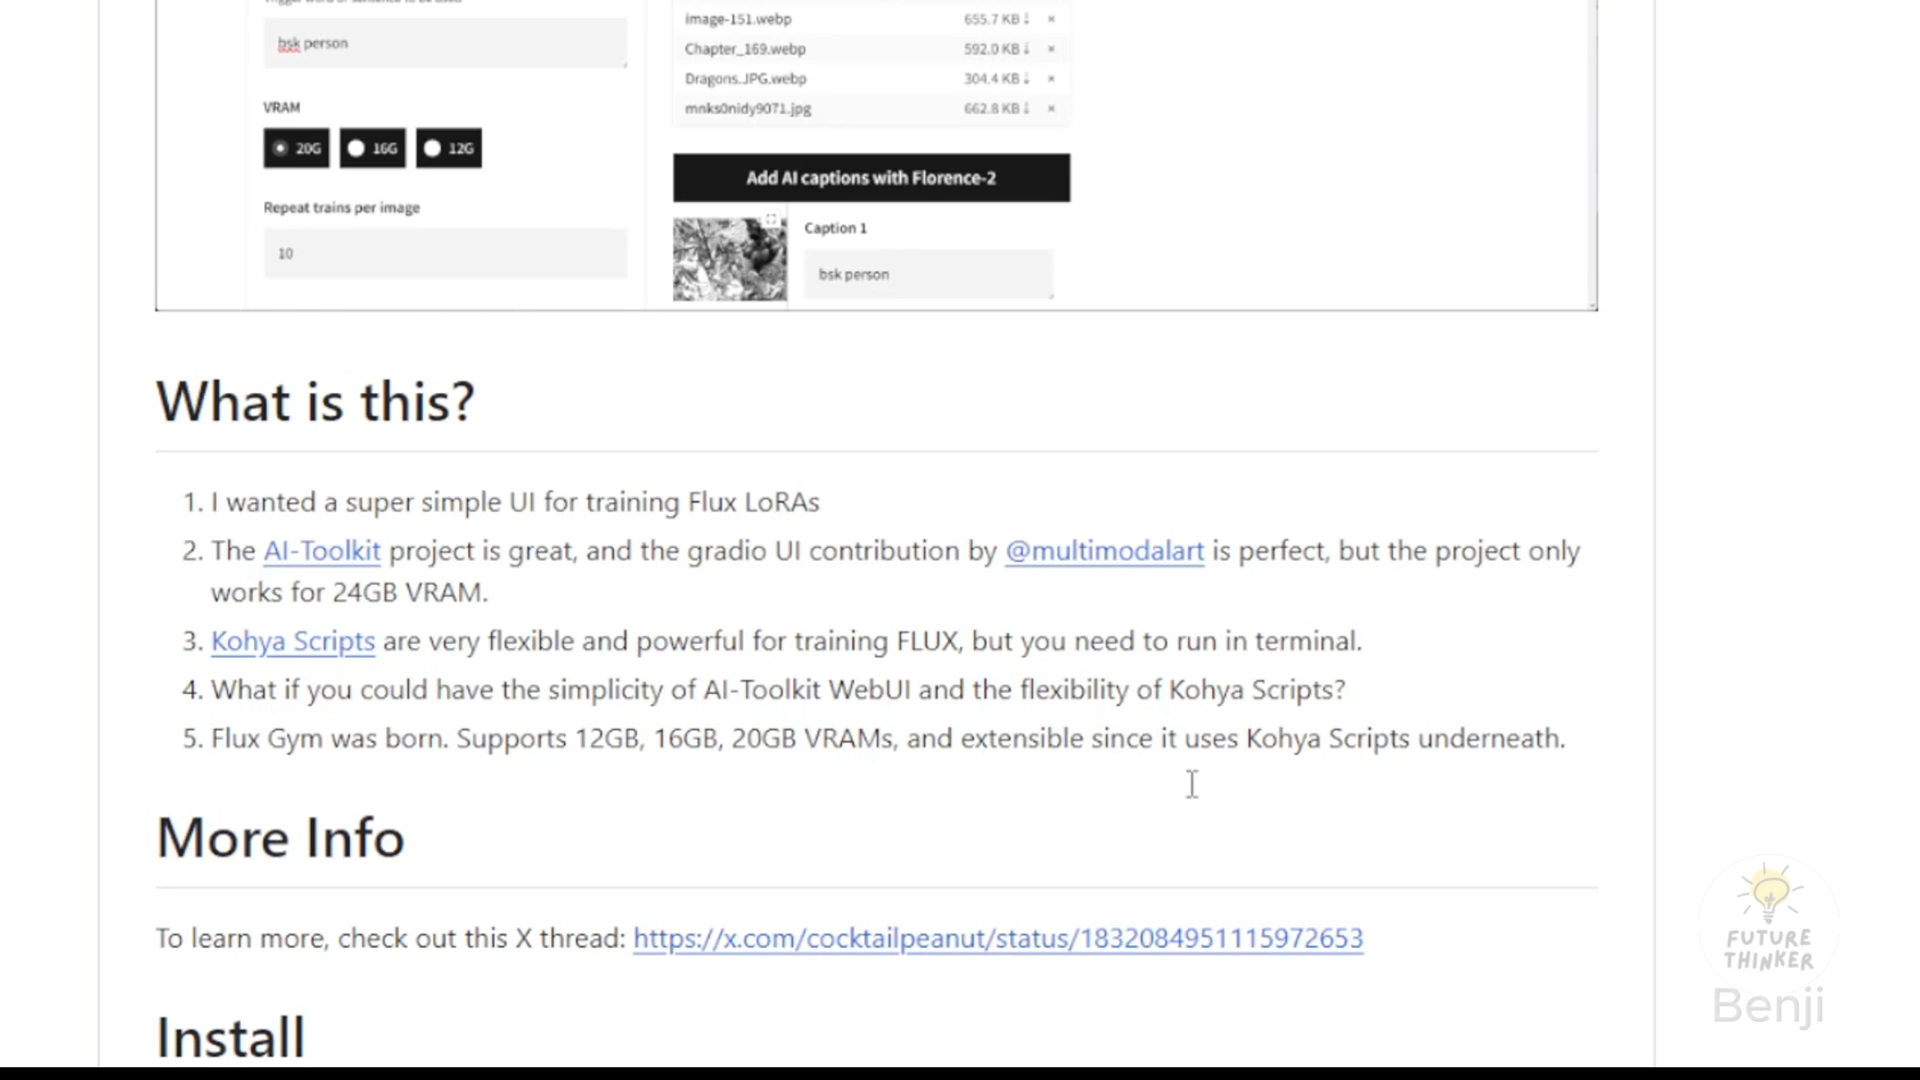 bsk person
VRAM
20G 16G 12G
Repeat trains per image
10
image-151.webp 655.7 KB ↓ ×
Chapter_169.webp 592.0 KB ↓ ×
Dragons.JPG.webp 304.4 KB ↓ ×
mnks0nidy9071.jpg 662.8 KB ↓ ×
Add AI captions with Florence-2
Caption 1
bsk person
What is this?
1. I wanted a super simple UI for training Flux LoRAs
2. The AI-Toolkit project is great, and the gradio UI contribution by @multimodalart is perfect, but the project only
works for 24GB VRAM.
3. Kohya Scripts are very flexible and powerful for training FLUX, but you need to run in terminal.
4. What if you could have the simplicity of AI-Toolkit WebUI and the flexibility of Kohya Scripts?
5. Flux Gym was born. Supports 12GB, 16GB, 20GB VRAMs, and extensible since it uses Kohya Scripts underneath.
More Info
To learn more, check out this X thread: https://x.com/cocktailpeanut/status/1832084951115972653
Install
FUTURE
THINKER
Benji